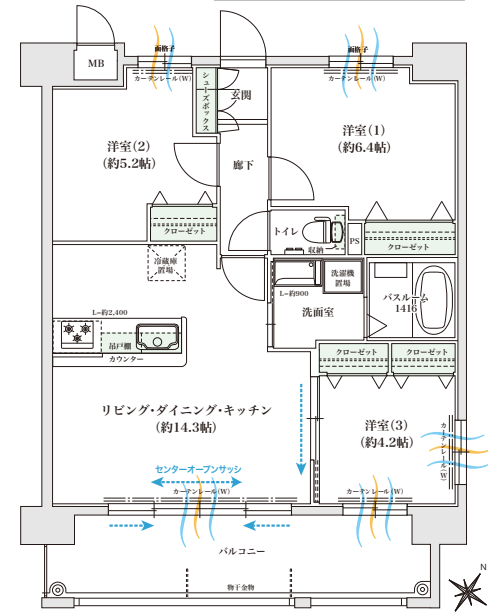 MB
面格子
カーテンレール(W)
シューズボックス
玄関
面格子
カーテンレール(W)
洋室(2)
(約5.2帖)
洋室(1)
(約6.4帖)
廊下
クローゼット
トイレ
収納
PS
クローゼット
冷蔵庫
置場
L=約900
洗濯機
置場
洗面室
バスルーム
1416
L=約2,400
吊戸棚
カウンター
クローゼット
クローゼット
リビング・ダイニング・キッチン
(約14.3帖)
洋室(3)
(約4.2帖)
カーテンレール(W)
センターオープンサッシ
カーテンレール(W)
カーテンレール(W)
バルコニー
物干金物
N